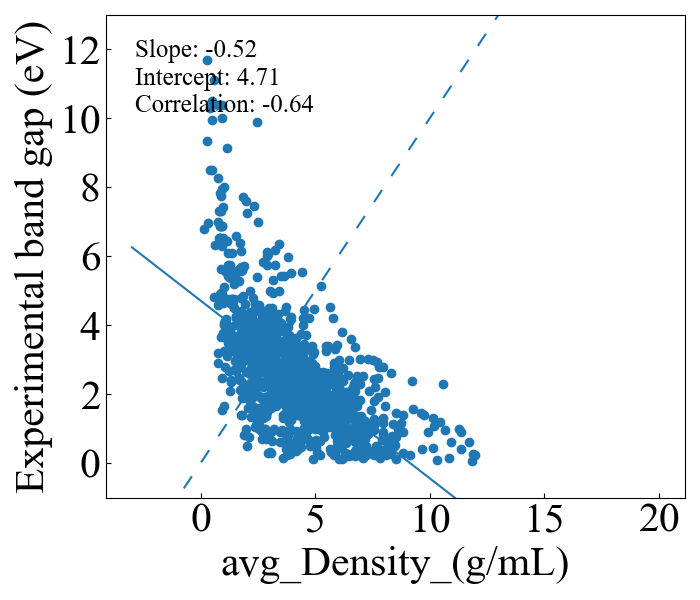 Slope: -0.52
Intercept: 4.71
Correlation: -0.64
Experimental band gap (eV)
12
10
8
6
4
2
0
0 5 10 15 20
avg_Density_(g/mL)